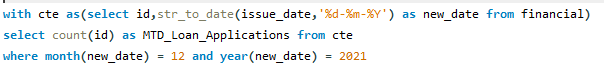 with cte as(select id,str_to_date(issue_date,'%d-%m-%Y') as new_date from financial)
select count(id) as MTD_Loan_Applications from cte
where month(new_date) = 12 and year(new_date) = 2021